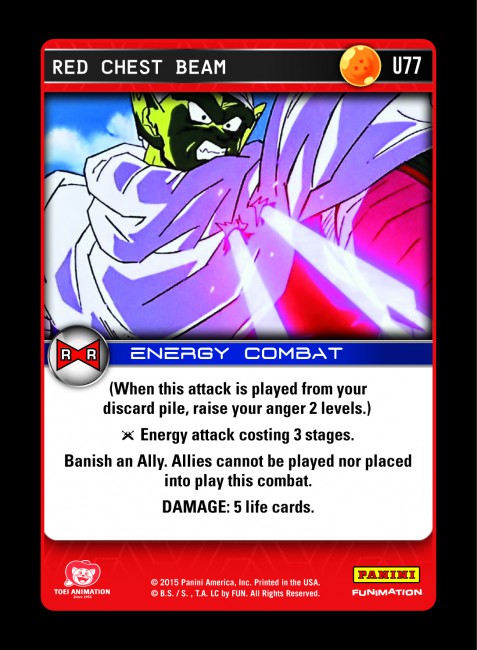 RED CHEST BEAM
U77
R R
ENERGY COMBAT
(When this attack is played from your
discard pile, raise your anger 2 levels.)
Energy attack costing 3 stages.
Banish an Ally. Allies cannot be played nor placed
into play this combat.
DAMAGE: 5 life cards.
TOEI ANIMATION
Since 1956
© 2015 Panini America, Inc. Printed in the USA.
© B.S. / S. , T.A. LC by FUN. All Rights Reserved.
PANINI
FUNIMATION